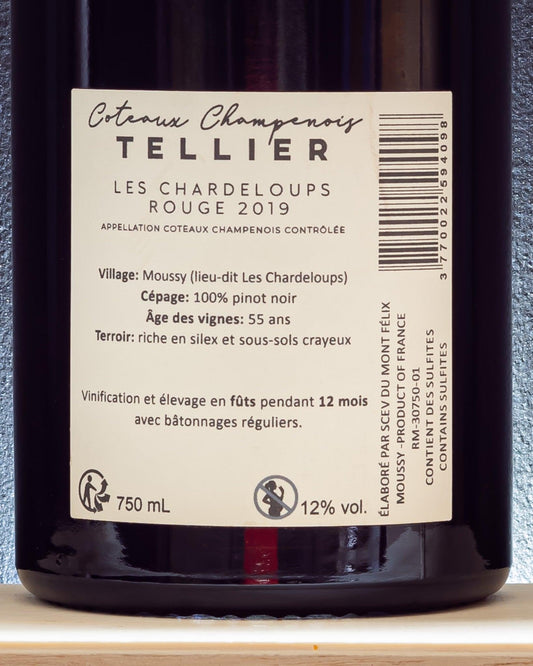 Coteaux Champenois
TELLIER
LES CHARDELOUPS
ROUGE 2019
APPELLATION COTEAUX CHAMPENOIS CONTRÔLÉE
Village: Moussy (lieu-dit Les Chardeloups)
Cépage: 100% pinot noir
Âge des vignes: 55 ans
Terroir: riche en silex et sous-sols crayeux
Vinification et élevage en fûts pendant 12 mois
avec bâtonnages réguliers.
750 mL
12% vol.
3 770022 594098
ÉLABORÉ PAR SCEV DU MONT FÉLIX
MOUSSY -PRODUCT OF FRANCE
RM-30750-01
CONTIENT DES SULFITES
CONTAINS SULFITES